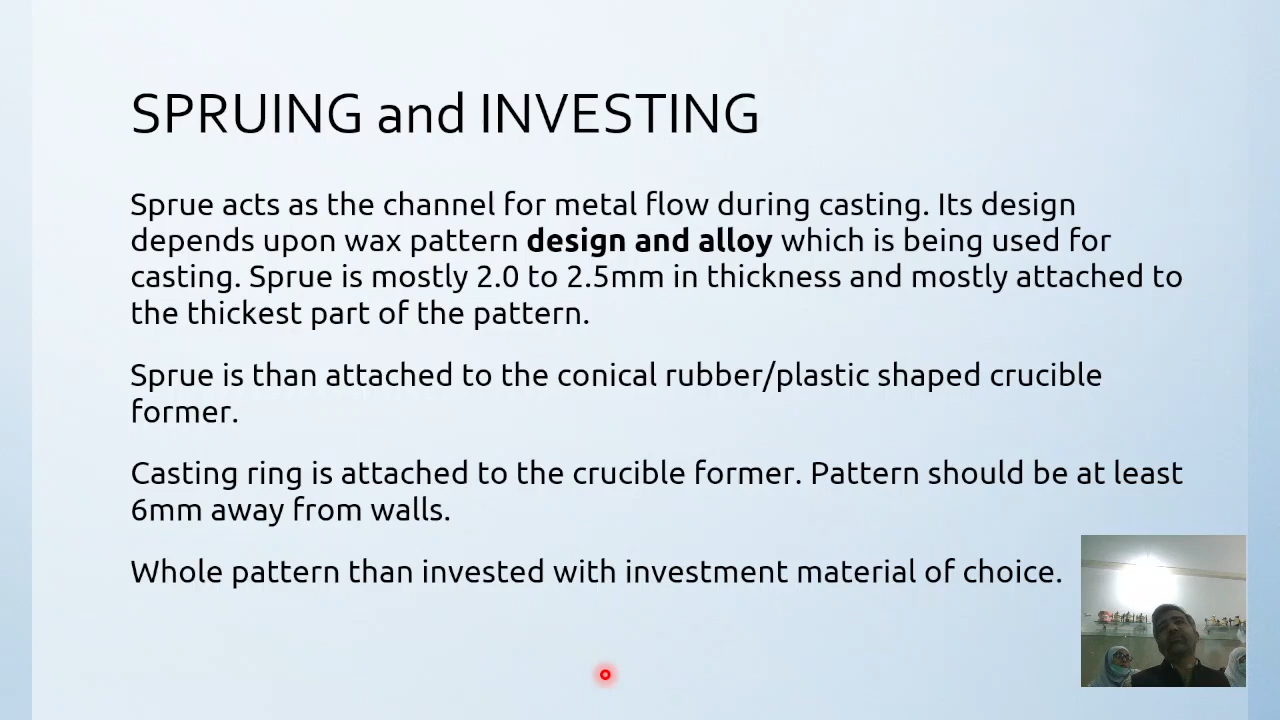 SPRUING and INVESTING
Sprue acts as the channel for metal flow during casting. Its design
depends upon wax pattern design and alloy which is being used for
casting. Sprue is mostly 2.0 to 2.5mm in thickness and mostly attached to
the thickest part of the pattern.
Sprue is than attached to the conical rubber/plastic shaped crucible
former.
Casting ring is attached to the crucible former. Pattern should be at least
6mm away from walls.
Whole pattern than invested with investment material of choice.